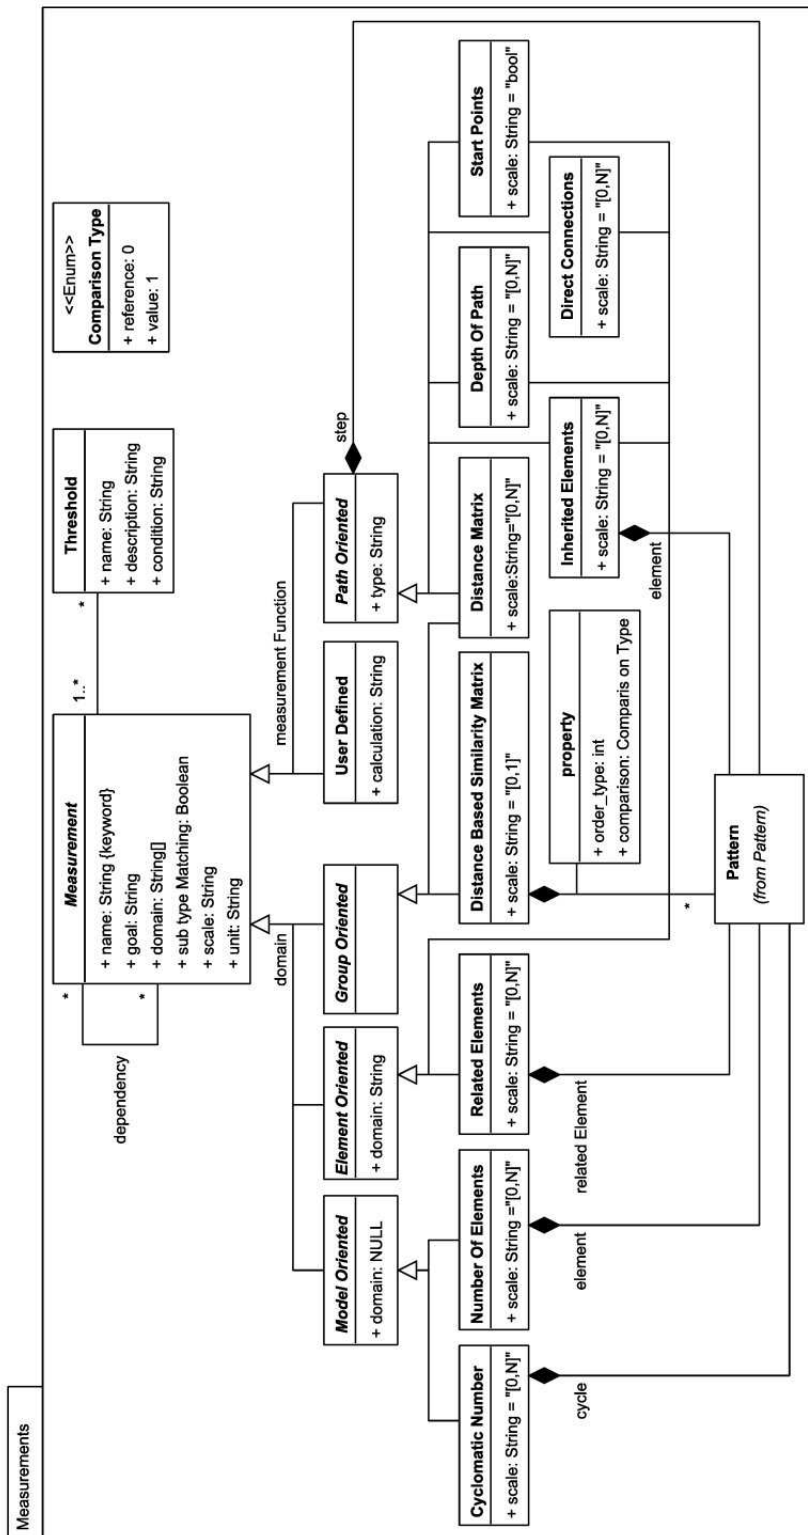 Measurements
Measurement
+ name: String {keyword}
+ goal: String
+ domain: String[]
+ sub type Matching: Boolean
+ scale: String
+ unit: String
*
*
dependency
1..*
*
Threshold
+ name: String
+ description: String
+ condition: String
<<Enum>>
Comparison Type
+ reference: 0
+ value: 1
domain
measurement Function
Model Oriented
+ domain: NULL
Element Oriented
+ domain: String
Group Oriented
User Defined
+ calculation: String
Path Oriented
+ type: String
step
Cyclomatic Number
+ scale: String = "[0,N]"
Number Of Elements
+ scale: String ="[0,N]"
Related Elements
+ scale: String = "[0,N]"
Distance Based Similarity Matrix
+ scale: String = "[0,1]"
Distance Matrix
+ scale:String="[0,N]"
Depth Of Path
+ scale: String = "[0,N]"
Start Points
+ scale: String = "bool"
property
+ order_type: int
+ comparison: Comparis on Type
Inherited Elements
+ scale: String = "[0,N]"
Direct Connections
+ scale: String = "[0,N]"
cycle
element
related Element
element
*
Pattern
(from Pattern)